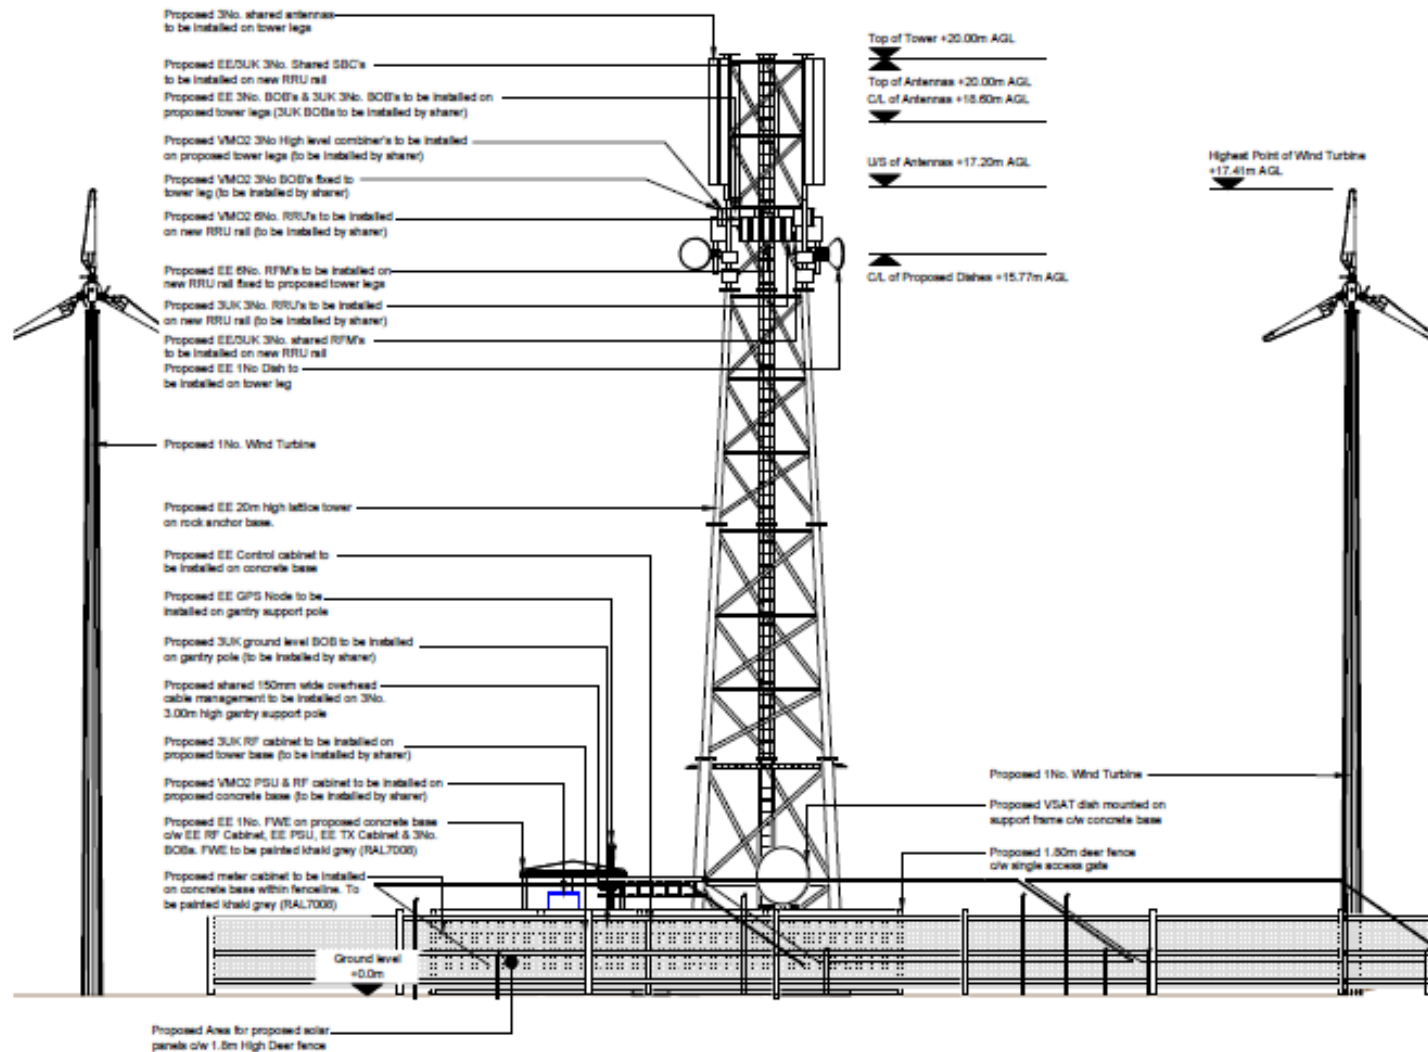 Proposed 3No. shared antennas
to be installed on tower legs
Proposed EE/3UK 3No. Shared SBC's
to be installed on new RRU rail
Proposed EE 3No. BOB's & 3UK 3No. BOB's to be installed on
proposed tower legs (3UK BOBs to be installed by sharer)
Proposed VMO2 3No High level combiner's to be installed
on proposed tower legs (to be installed by sharer)
Proposed VMO2 3No BOB's fixed to
tower leg (to be installed by sharer)
Proposed VMO2 6No. RRU's to be installed
on new RRU rail (to be installed by sharer)
Proposed EE 6No. RFM's to be installed on
new RRU rail fixed to proposed tower legs
Proposed 3UK 3No. RRU's to be installed
on new RRU rail (to be installed by sharer)
Proposed EE/3UK 3No. shared RFM's
to be installed on new RRU rail
Proposed EE 1No Dish to
be installed on tower leg
Proposed 1No. Wind Turbine
Proposed EE 20m high lattice tower
on rock anchor base.
Proposed EE Control cabinet to
be installed on concrete base
Proposed EE GPS Node to be
installed on gantry support pole
Proposed 3UK ground level BOB to be installed
on gantry pole (to be installed by sharer)
Proposed shared 150mm wide overhead
cable management to be installed on 3No.
3.00m high gantry support pole
Proposed 3UK RF cabinet to be installed on
proposed tower base (to be installed by sharer)
Proposed VMO2 PSU & RF cabinet to be installed on
proposed concrete base (to be installed by sharer)
Proposed EE 1No. FWE on proposed concrete base
c/w EE RF Cabinet, EE PSU, EE TX Cabinet & 3No.
BOBs. FWE to be painted khaki grey (RAL7008)
Proposed meter cabinet to be installed
on concrete base within fenceline. To
be painted khaki grey (RAL7008)
Ground level
+0.0m
Proposed Area for proposed solar
panels c/w 1.8m High Deer fence
Top of Tower +20.00m AGL
Top of Antennas +20.00m AGL
C/L of Antennas +18.60m AGL
U/S of Antennas +17.20m AGL
C/L of Proposed Dishes +15.77m AGL
Highest Point of Wind Turbine
+17.41m AGL
Proposed 1No. Wind Turbine
Proposed VSAT dish mounted on
support frame c/w concrete base
Proposed 1.80m deer fence
c/w single access gate